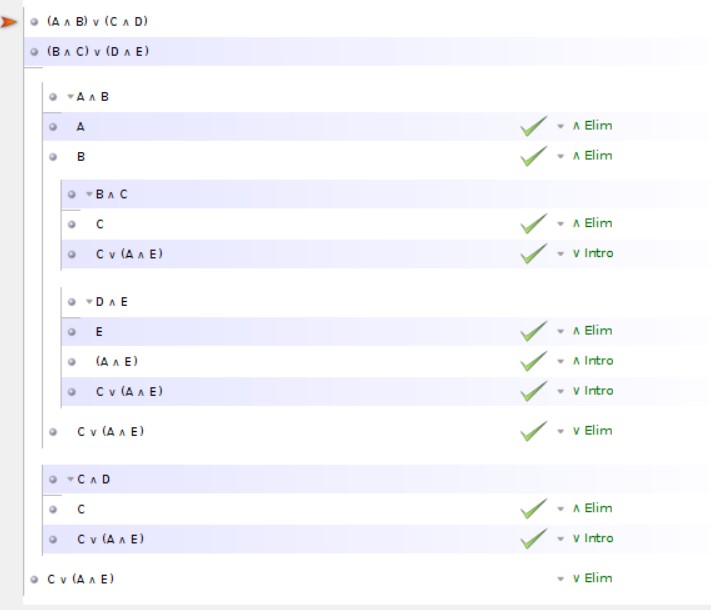 (A ∧ B) ∨ (C ∧ D)
(B ∧ C) ∨ (D ∧ E)
A ∧ B
A ∧ Elim
B ∧ Elim
B ∧ C
C ∧ Elim
C ∨ (A ∧ E) ∨ Intro
D ∧ E
E ∧ Elim
(A ∧ E) ∧ Intro
C ∨ (A ∧ E) ∨ Intro
C ∨ (A ∧ E) ∨ Elim
C ∧ D
C ∧ Elim
C ∨ (A ∧ E) ∨ Intro
C ∨ (A ∧ E) ∨ Elim